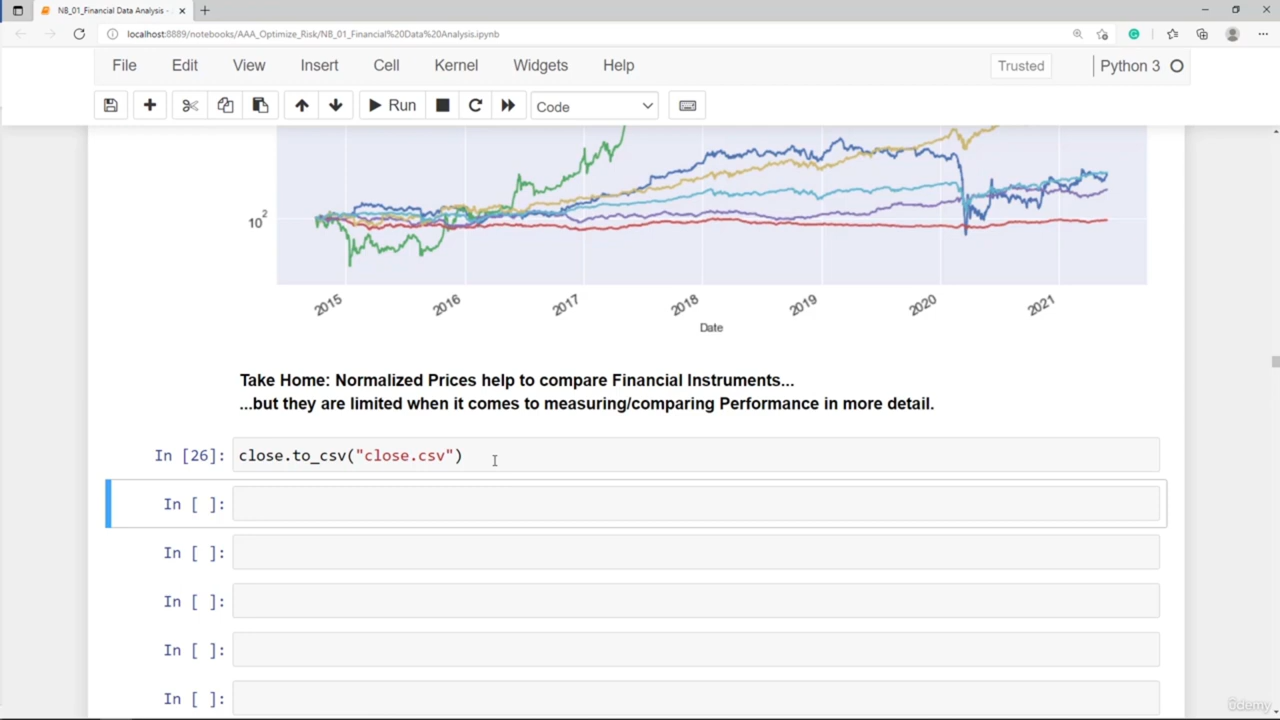 NB_01_Financial Data Analysis -
localhost:8889/notebooks/AAA_Optimize_Risk/NB_01_Financial%20Data%20Analysis.ipynb
File Edit View Insert Cell Kernel Widgets Help Trusted Python 3
Run Code
10²
2015 2016 2017 2018 2019 2020 2021
Date
Take Home: Normalized Prices help to compare Financial Instruments...
...but they are limited when it comes to measuring/comparing Performance in more detail.
In [26]: close.to_csv("close.csv")
In [ ]:
In [ ]:
In [ ]:
In [ ]:
In [ ]:
ûdemy